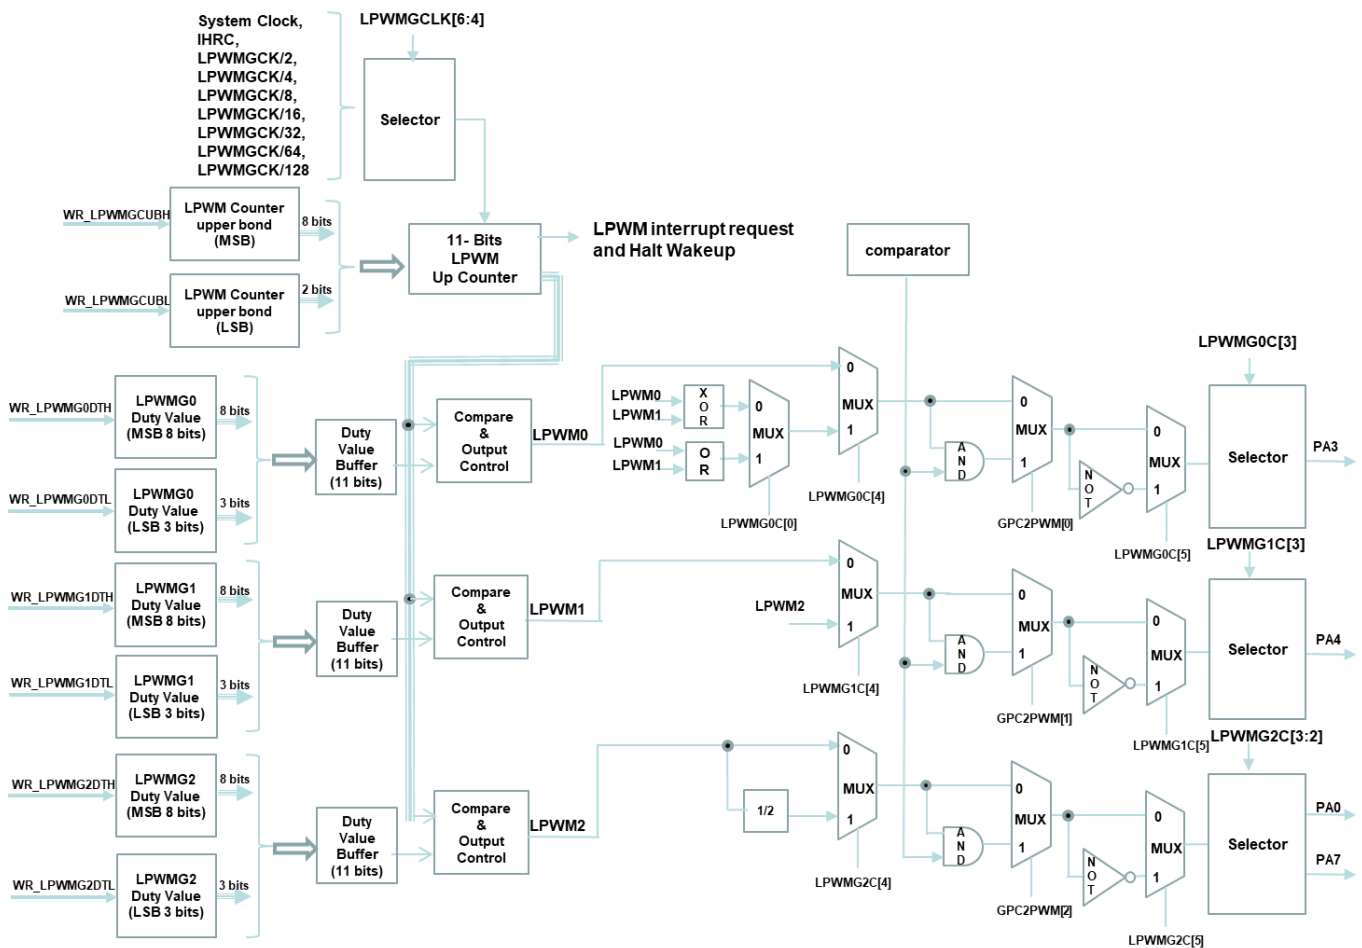 System Clock,
IHRC,
LPWMGCK/2,
LPWMGCK/4,
LPWMGCK/8,
LPWMGCK/16,
LPWMGCK/32,
LPWMGCK/64,
LPWMGCK/128
LPWMGCLK[6:4]
Selector
WR_LPWMGCUBH
LPWM Counter
upper bond
(MSB)
8 bits
WR_LPWMGCUBL
LPWM Counter
upper bond
(LSB)
2 bits
11- Bits
LPWM
Up Counter
LPWM interrupt request
and Halt Wakeup
comparator
WR_LPWMG0DTH
LPWMG0
Duty Value
(MSB 8 bits)
8 bits
WR_LPWMG0DTL
LPWMG0
Duty Value
(LSB 3 bits)
3 bits
Duty
Value
Buffer
(11 bits)
Compare
&
Output
Control
LPWM0
LPWM0
LPWM1
XOR
LPWM0
LPWM1
OR
0
MUX
1
LPWMG0C[0]
0
MUX
1
LPWMG0C[4]
AND
0
MUX
1
GPC2PWM[0]
NOT
0
MUX
1
LPWMG0C[5]
LPWMG0C[3]
Selector
PA3
WR_LPWMG1DTH
LPWMG1
Duty Value
(MSB 8 bits)
8 bits
WR_LPWMG1DTL
LPWMG1
Duty Value
(LSB 3 bits)
3 bits
Duty
Value
Buffer
(11 bits)
Compare
&
Output
Control
LPWM1
LPWM2
0
MUX
1
LPWMG1C[4]
AND
0
MUX
1
GPC2PWM[1]
NOT
0
MUX
1
LPWMG1C[5]
LPWMG1C[3]
Selector
PA4
WR_LPWMG2DTH
LPWMG2
Duty Value
(MSB 8 bits)
8 bits
WR_LPWMG2DTL
LPWMG2
Duty Value
(LSB 3 bits)
3 bits
Duty
Value
Buffer
(11 bits)
Compare
&
Output
Control
LPWM2
1/2
0
MUX
1
LPWMG2C[4]
AND
0
MUX
1
GPC2PWM[2]
NOT
0
MUX
1
LPWMG2C[5]
LPWMG2C[3:2]
Selector
PA0
PA7